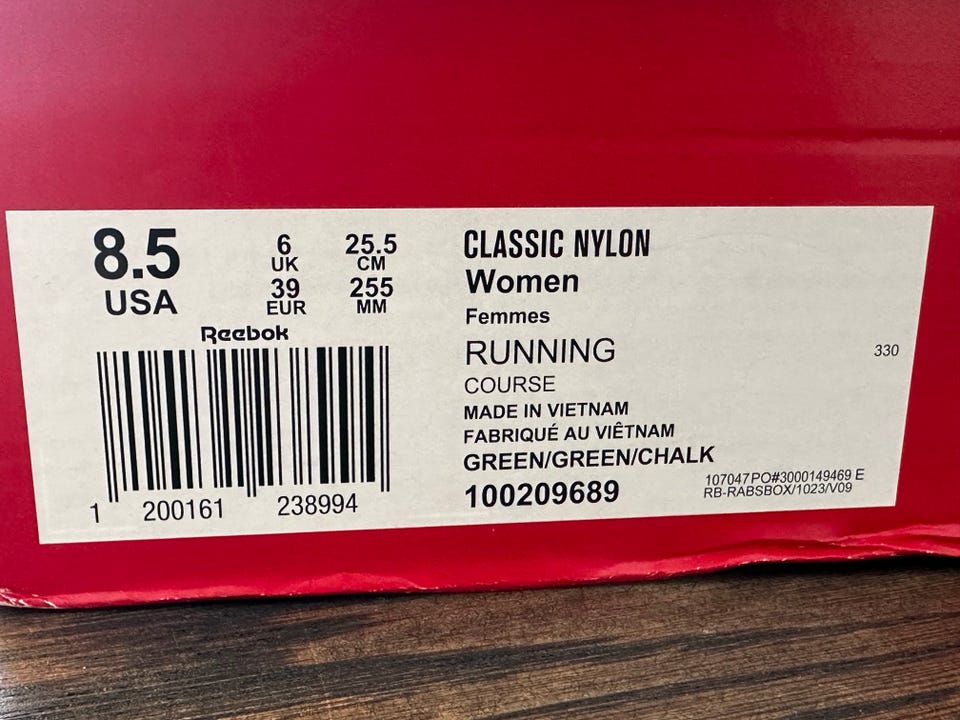 8.5
USA
6
UK
39
EUR
25.5
CM
255
MM
Reebok
1 200161 238994
CLASSIC NYLON
Women
Femmes
RUNNING
COURSE
MADE IN VIETNAM
FABRIQUÉ AU VIÊTNAM
GREEN/GREEN/CHALK
100209689
330
107047PO#3000149469 E
RB-RABSBOX/1023/V09